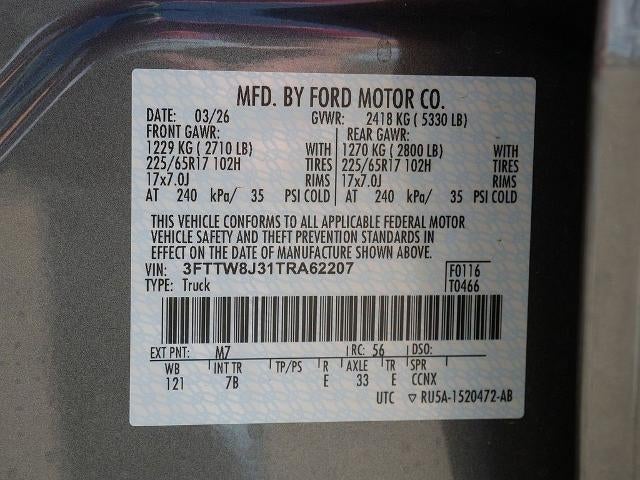 MFD. BY FORD MOTOR CO.
DATE: 03/26 GVWR: 2418 KG ( 5330 LB)
FRONT GAWR: REAR GAWR:
1229 KG ( 2710 LB) WITH 1270 KG ( 2800 LB) WITH
225/65R17 102H TIRES 225/65R17 102H TIRES
17x7.0J RIMS 17x7.0J RIMS
AT 240 kPa/ 35 PSI COLD AT 240 kPa/ 35 PSI COLD
THIS VEHICLE CONFORMS TO ALL APPLICABLE FEDERAL MOTOR
VEHICLE SAFETY AND THEFT PREVENTION STANDARDS IN
EFFECT ON THE DATE OF MANUFACTURE SHOWN ABOVE.
VIN: 3FTTW8J31TRA62207 F0116
TYPE: Truck T0466
EXT PNT: M7 RC: 56 DSO:
WB INT TR TP/PS R AXLE TR SPR
121 7B E 33 E CCNX
UTC ▽ RU5A-1520472-AB